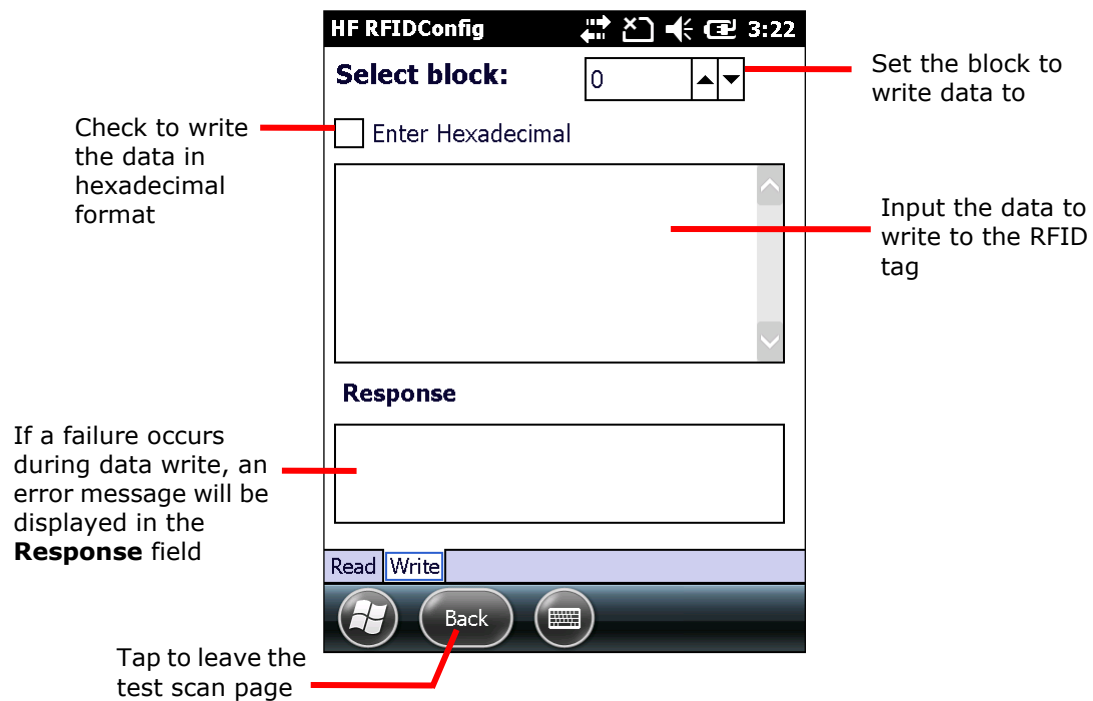 HF RFIDConfig 3:22
Select block: 0
Set the block to
write data to
Check to write
the data in
hexadecimal
format
Enter Hexadecimal
Input the data to
write to the RFID
tag
Response
If a failure occurs
during data write, an
error message will be
displayed in the
Response field
Read Write
Back
Tap to leave the
test scan page